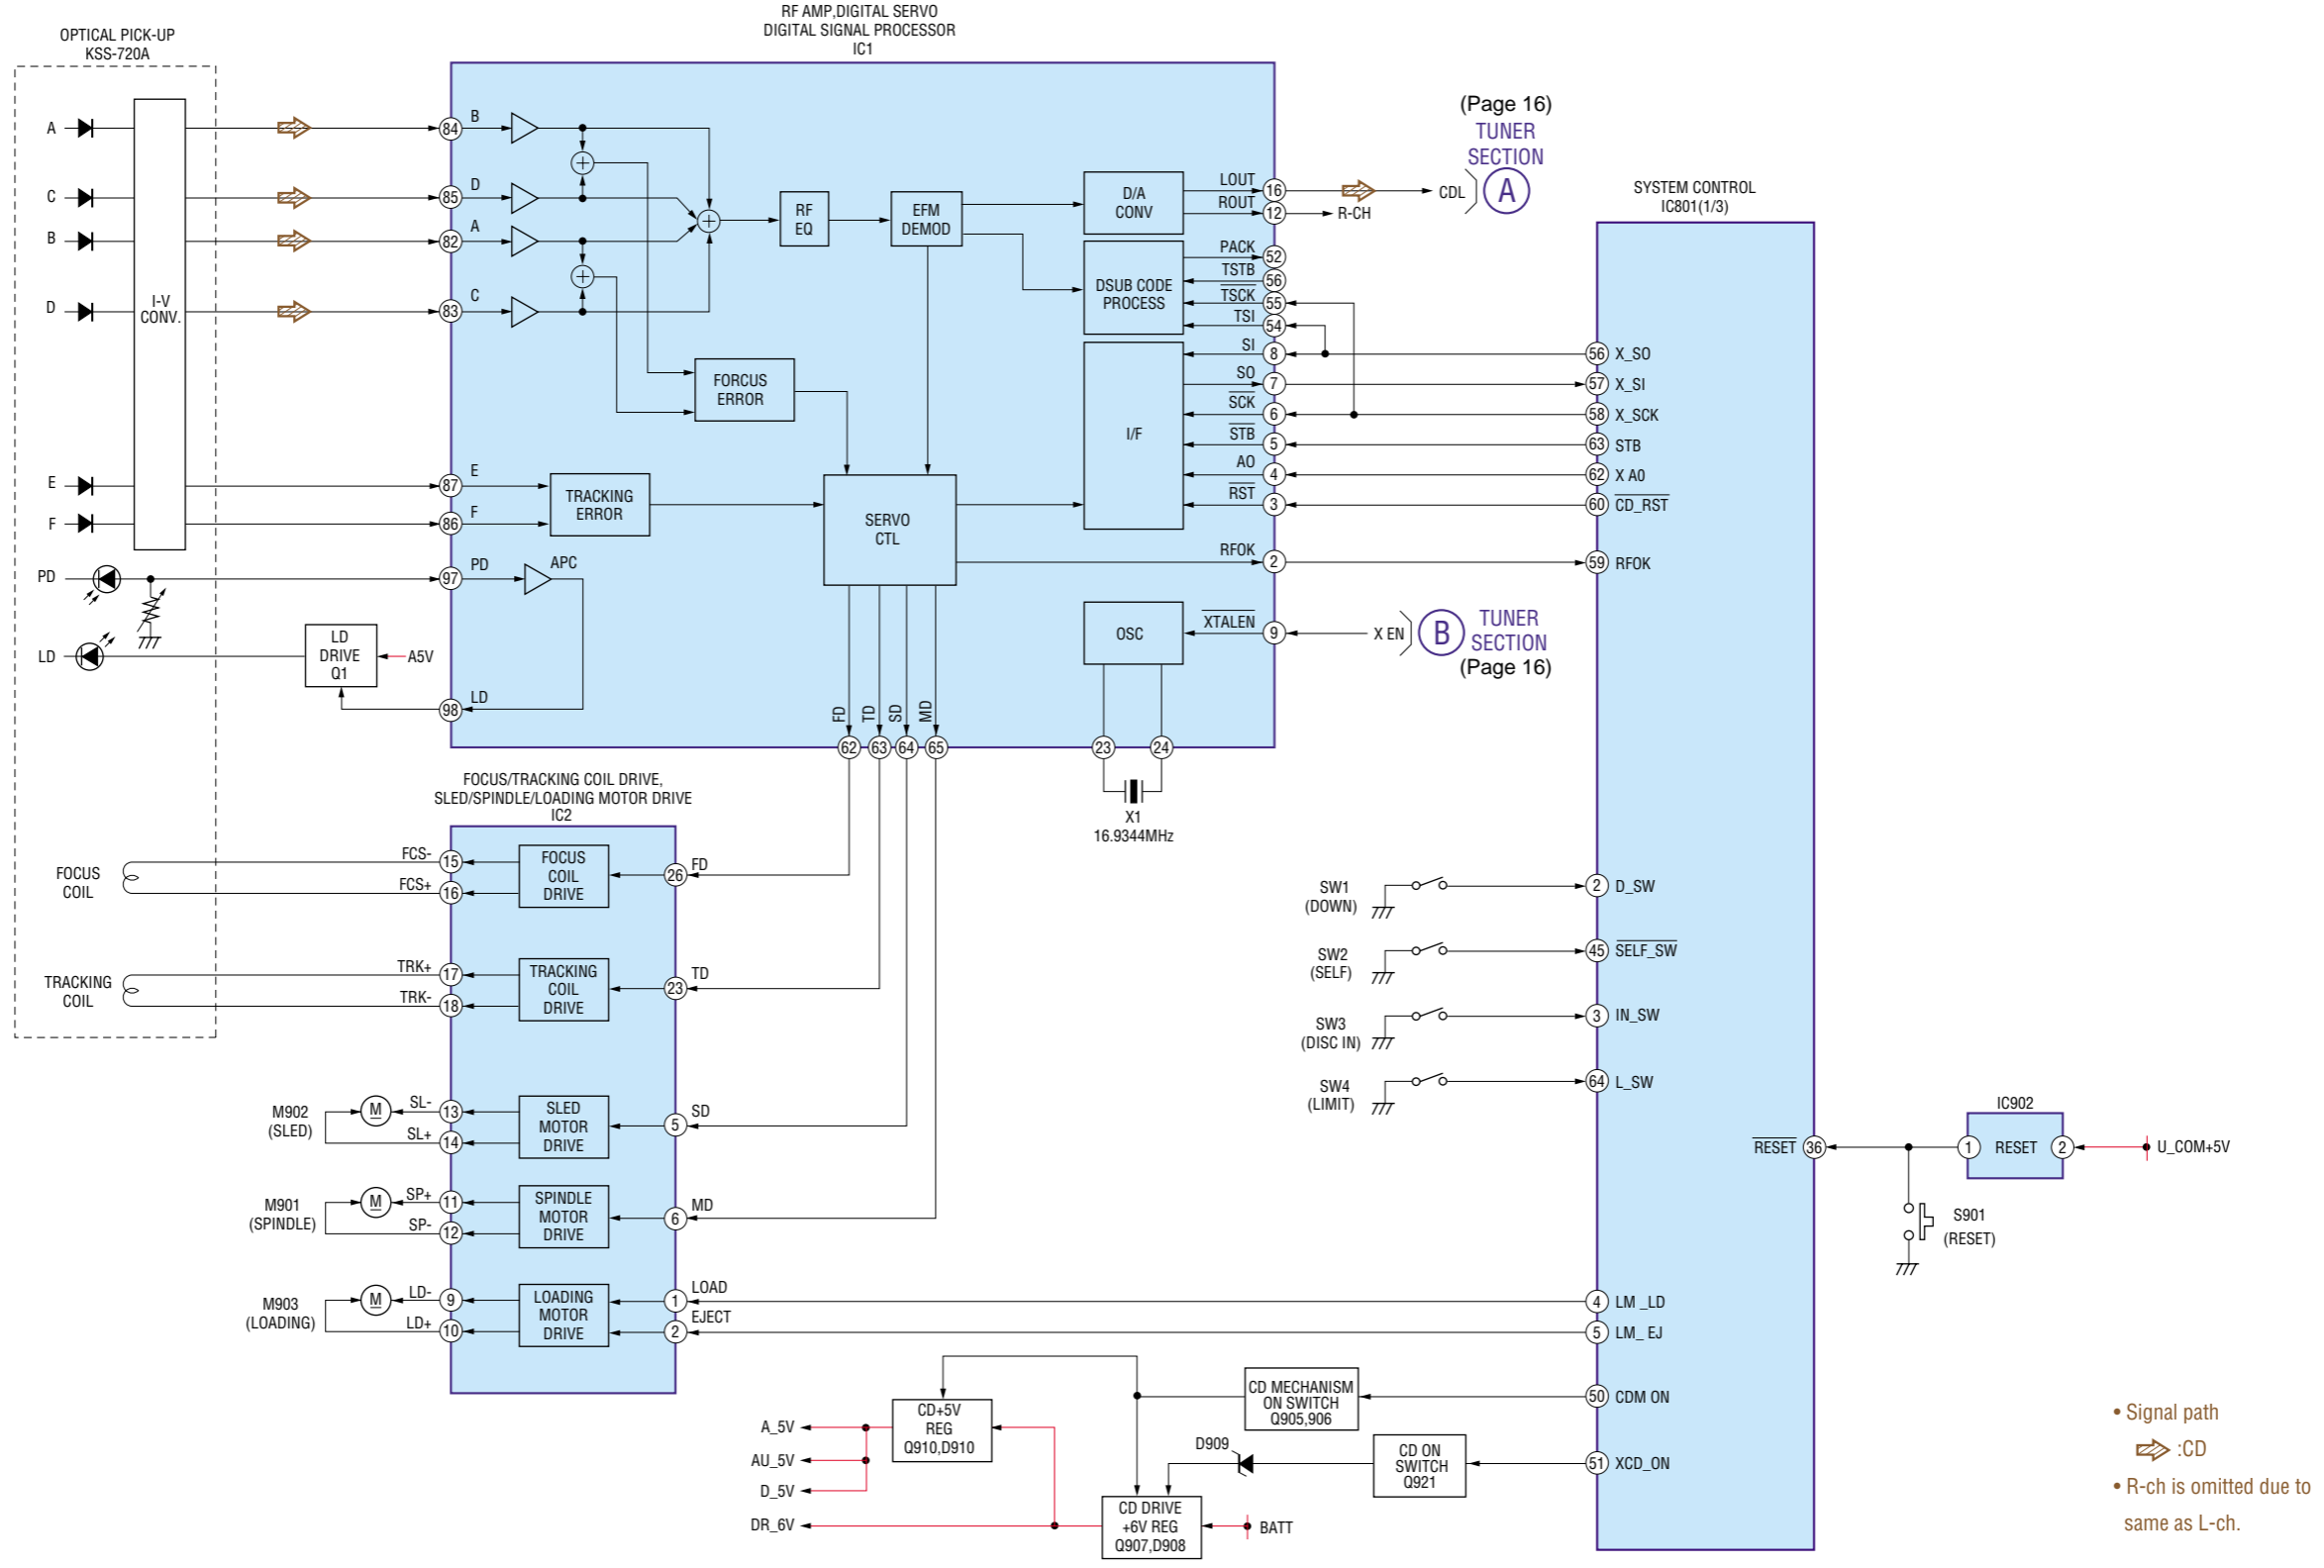 RF AMP,DIGITAL SERVO
DIGITAL SIGNAL PROCESSOR
IC1
OPTICAL PICK-UP
KSS-720A
A
C
B
D
I-V
CONV.
E
F
PD
LD
LD
DRIVE
Q1
A5V
84
B
85
D
82
A
83
C
87
E
86
F
97
PD
APC
98
LD
RF
EQ
EFM
DEMOD
D/A
CONV
DSUB CODE
PROCESS
FORCUS
ERROR
TRACKING
ERROR
SERVO
CTL
I/F
OSC
LOUT
16
ROUT
12
R-CH
PACK
52
TSTB
56
TSCK
55
TSI
54
SI
8
SO
7
SCK
6
STB
5
AO
4
RST
3
RFOK
2
XTALEN
9
FD
TD
SD
MD
62
63
64
65
23
24
X1
16.9344MHz
(Page 16)
TUNER
SECTION
CDL
A
X EN
B
TUNER
SECTION
(Page 16)
SYSTEM CONTROL
IC801(1/3)
56
X_SO
57
X_SI
58
X_SCK
63
STB
62
X A0
60
CD_RST
59
RFOK
SW1
(DOWN)
2
D_SW
SW2
(SELF)
45
SELF_SW
SW3
(DISC IN)
3
IN_SW
SW4
(LIMIT)
64
L_SW
RESET
36
IC902
1
RESET
2
U_COM+5V
S901
(RESET)
4
LM _LD
5
LM_ EJ
50
CDM ON
51
XCD_ON
FOCUS/TRACKING COIL DRIVE,
SLED/SPINDLE/LOADING MOTOR DRIVE
IC2
FOCUS
COIL
FCS-
15
FCS+
16
FOCUS
COIL
DRIVE
26
FD
TRACKING
COIL
TRK+
17
TRK-
18
TRACKING
COIL
DRIVE
23
TD
M902
(SLED)
M
SL-
13
SL+
14
SLED
MOTOR
DRIVE
5
SD
M901
(SPINDLE)
M
SP+
11
SP-
12
SPINDLE
MOTOR
DRIVE
6
MD
M903
(LOADING)
M
LD-
9
LD+
10
LOADING
MOTOR
DRIVE
1
LOAD
2
EJECT
A_5V
AU_5V
D_5V
DR_6V
CD+5V
REG
Q910,D910
CD MECHANISM
ON SWITCH
Q905,906
D909
CD ON
SWITCH
Q921
CD DRIVE
+6V REG
Q907,D908
BATT
• Signal path
:CD
• R-ch is omitted due to
same as L-ch.